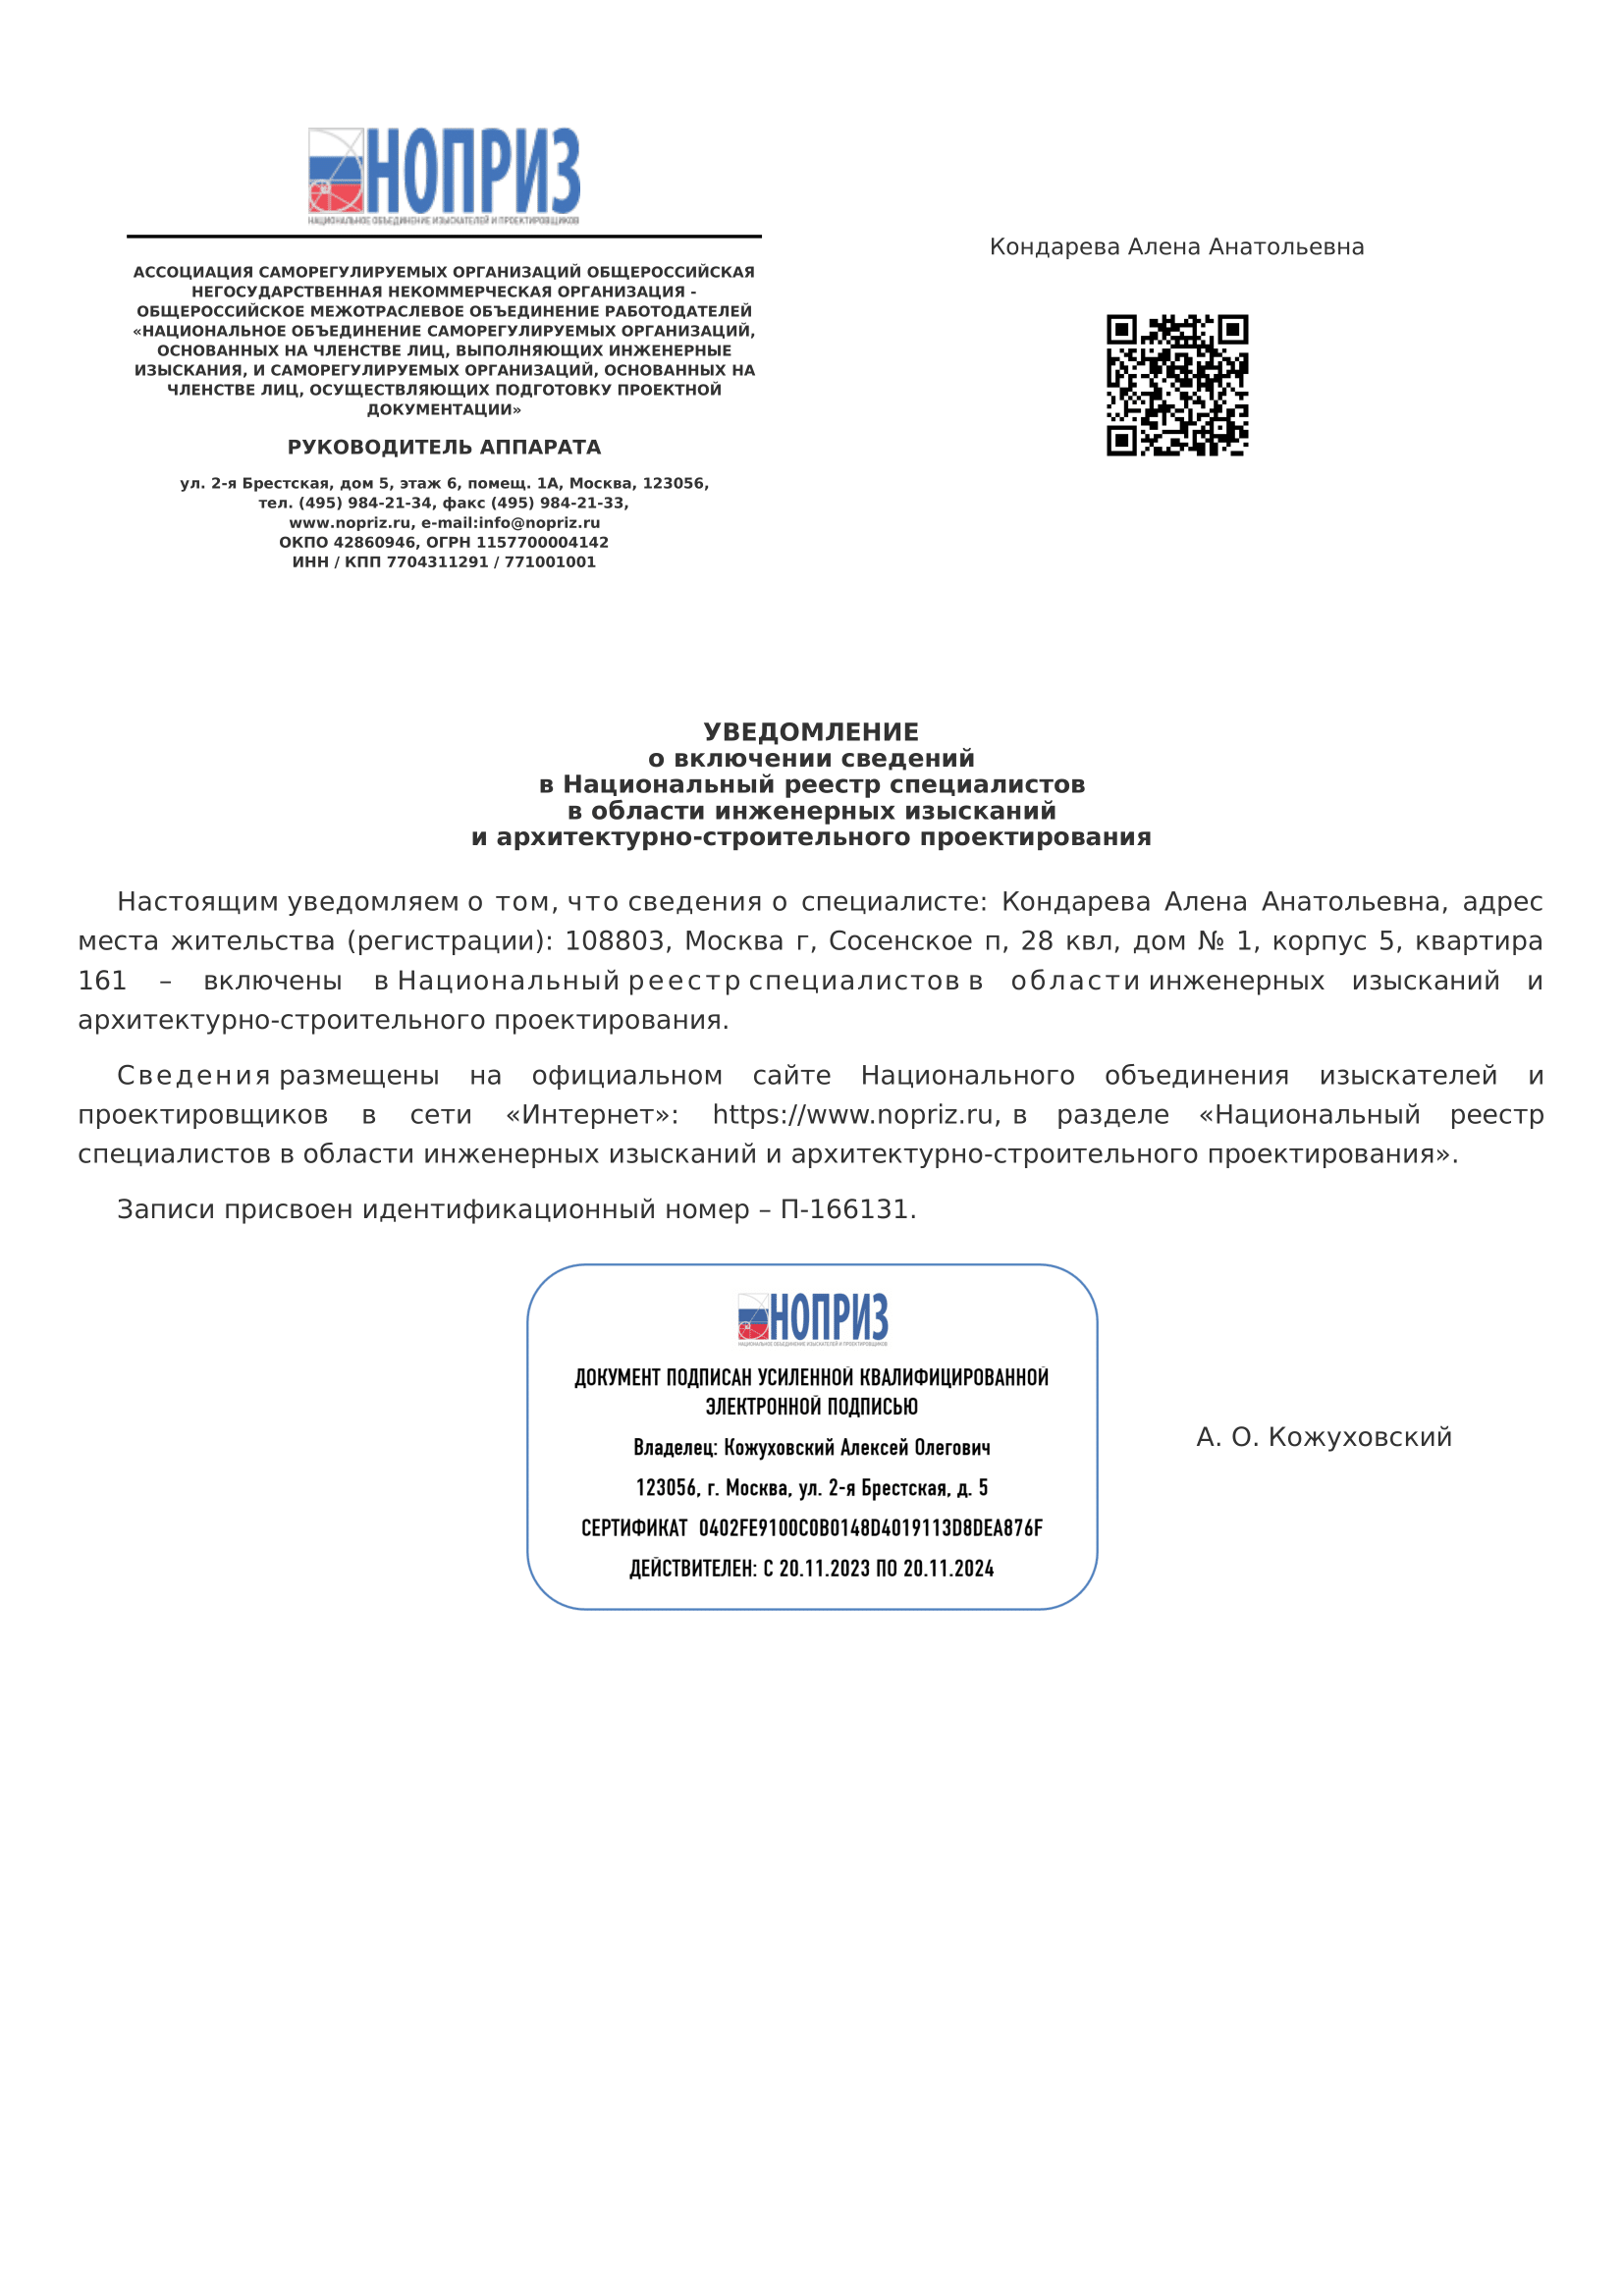 НОПРИЗ
НАЦИОНАЛЬНОЕ ОБЪЕДИНЕНИЕ ИЗЫСКАТЕЛЕЙ И ПРОЕКТИРОВЩИКОВ
АССОЦИАЦИЯ САМОРЕГУЛИРУЕМЫХ ОРГАНИЗАЦИЙ ОБЩЕРОССИЙСКАЯ
НЕГОСУДАРСТВЕННАЯ НЕКОММЕРЧЕСКАЯ ОРГАНИЗАЦИЯ -
ОБЩЕРОССИЙСКОЕ МЕЖОТРАСЛЕВОЕ ОБЪЕДИНЕНИЕ РАБОТОДАТЕЛЕЙ
«НАЦИОНАЛЬНОЕ ОБЪЕДИНЕНИЕ САМОРЕГУЛИРУЕМЫХ ОРГАНИЗАЦИЙ,
ОСНОВАННЫХ НА ЧЛЕНСТВЕ ЛИЦ, ВЫПОЛНЯЮЩИХ ИНЖЕНЕРНЫЕ
ИЗЫСКАНИЯ, И САМОРЕГУЛИРУЕМЫХ ОРГАНИЗАЦИЙ, ОСНОВАННЫХ НА
ЧЛЕНСТВЕ ЛИЦ, ОСУЩЕСТВЛЯЮЩИХ ПОДГОТОВКУ ПРОЕКТНОЙ
ДОКУМЕНТАЦИИ»
РУКОВОДИТЕЛЬ АППАРАТА
ул. 2-я Брестская, дом 5, этаж 6, помещ. 1А, Москва, 123056,
тел. (495) 984-21-34, факс (495) 984-21-33,
www.nopriz.ru, e-mail:info@nopriz.ru
ОКПО 42860946, ОГРН 1157700004142
ИНН / КПП 7704311291 / 771001001
Кондарева Алена Анатольевна
УВЕДОМЛЕНИЕ
о включении сведений
в Национальный реестр специалистов
в области инженерных изысканий
и архитектурно-строительного проектирования
Настоящим уведомляем о том, что сведения о специалисте: Кондарева Алена Анатольевна, адрес
места жительства (регистрации): 108803, Москва г, Сосенское п, 28 квл, дом № 1, корпус 5, квартира
161 – включены в Национальный реестр специалистов в области инженерных изысканий и
архитектурно-строительного проектирования.
Сведения размещены на официальном сайте Национального объединения изыскателей и
проектировщиков в сети «Интернет»: https://www.nopriz.ru, в разделе «Национальный реестр
специалистов в области инженерных изысканий и архитектурно-строительного проектирования».
Записи присвоен идентификационный номер – П-166131.
НОПРИЗ
НАЦИОНАЛЬНОЕ ОБЪЕДИНЕНИЕ ИЗЫСКАТЕЛЕЙ И ПРОЕКТИРОВЩИКОВ
ДОКУМЕНТ ПОДПИСАН УСИЛЕННОЙ КВАЛИФИЦИРОВАННОЙ
ЭЛЕКТРОННОЙ ПОДПИСЬЮ
Владелец: Кожуховский Алексей Олегович
123056, г. Москва, ул. 2-я Брестская, д. 5
СЕРТИФИКАТ 0402FE9100C0B0148D4019113D8DEA876F
ДЕЙСТВИТЕЛЕН: С 20.11.2023 ПО 20.11.2024
А. О. Кожуховский